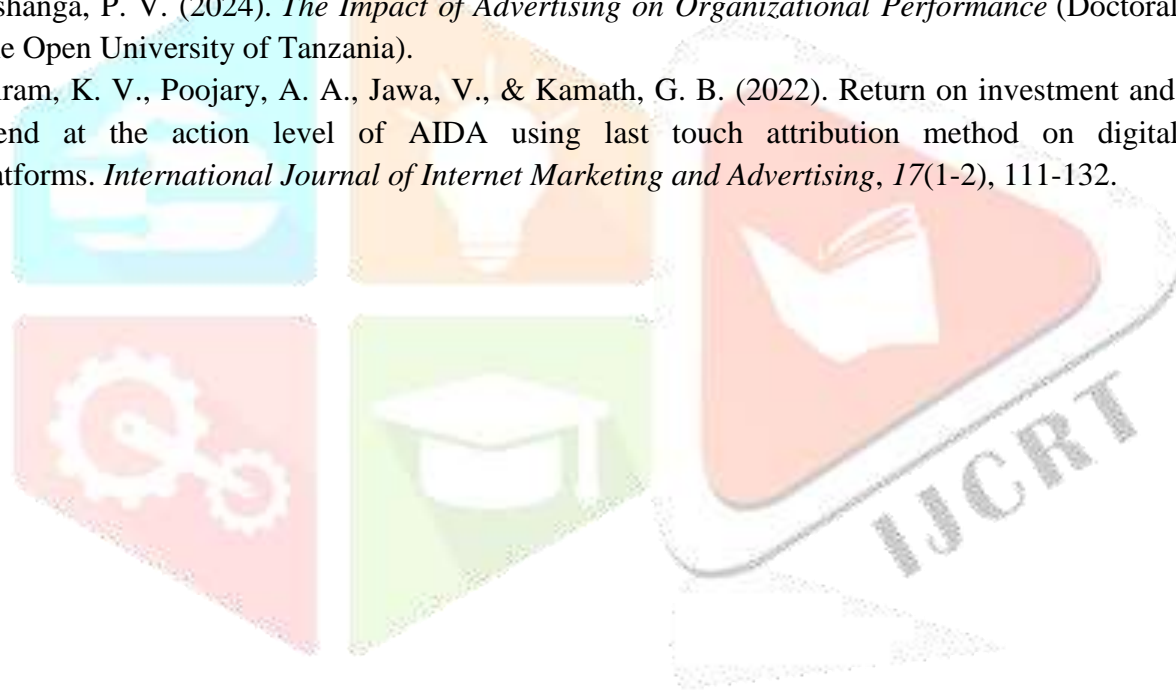 shanga, P. V. (2024). The Impact of Advertising on Organizational Performance (Doctoral
e Open University of Tanzania).
ram, K. V., Poojary, A. A., Jawa, V., & Kamath, G. B. (2022). Return on investment and
end at the action level of AIDA using last touch attribution method on digital
tforms. International Journal of Internet Marketing and Advertising, 17(1-2), 111-132.
IJCRT